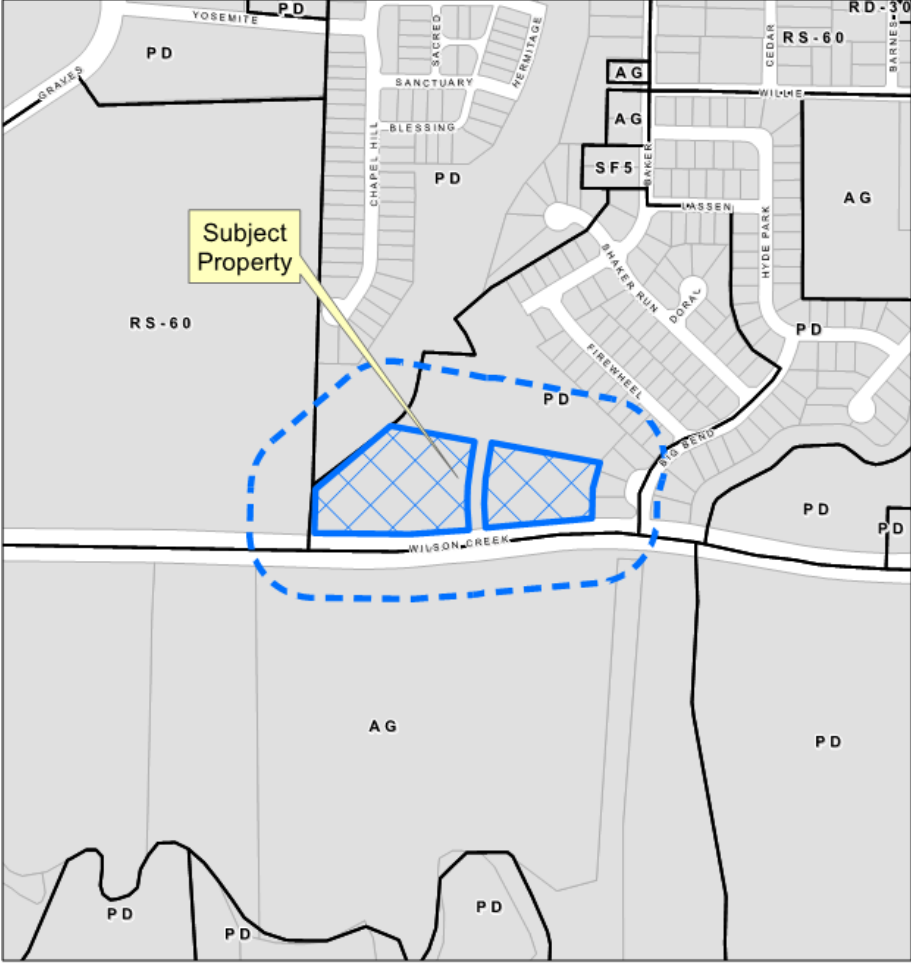 YOSEMITE
PD
RD-30
PD
SACRED
HERMITAGE
CEDAR
RS-60
BARNES
GRAVES
SANCTUARY
AG
WILLIE
BLESSING
AG
CHAPEL HILL
BAKER
PD
SF5
AG
LASSEN
HYDE PARK
Subject
Property
SHAKER RUN
DORAL
RS-60
PD
FIREWHEEL
PD
BIG BEND
PD
PD
WILSON CREEK
AG
PD
PD
PD
PD